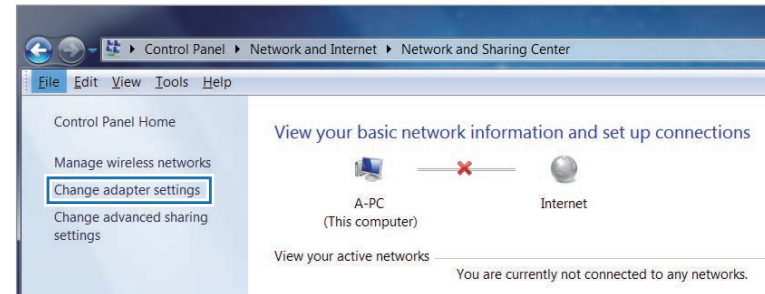 Control Panel Network and Internet Network and Sharing Center
File Edit View Tools Help
Control Panel Home
Manage wireless networks
Change adapter settings
Change advanced sharing
settings
View your basic network information and set up connections
A-PC
(This computer)
Internet
View your active networks
You are currently not connected to any networks.